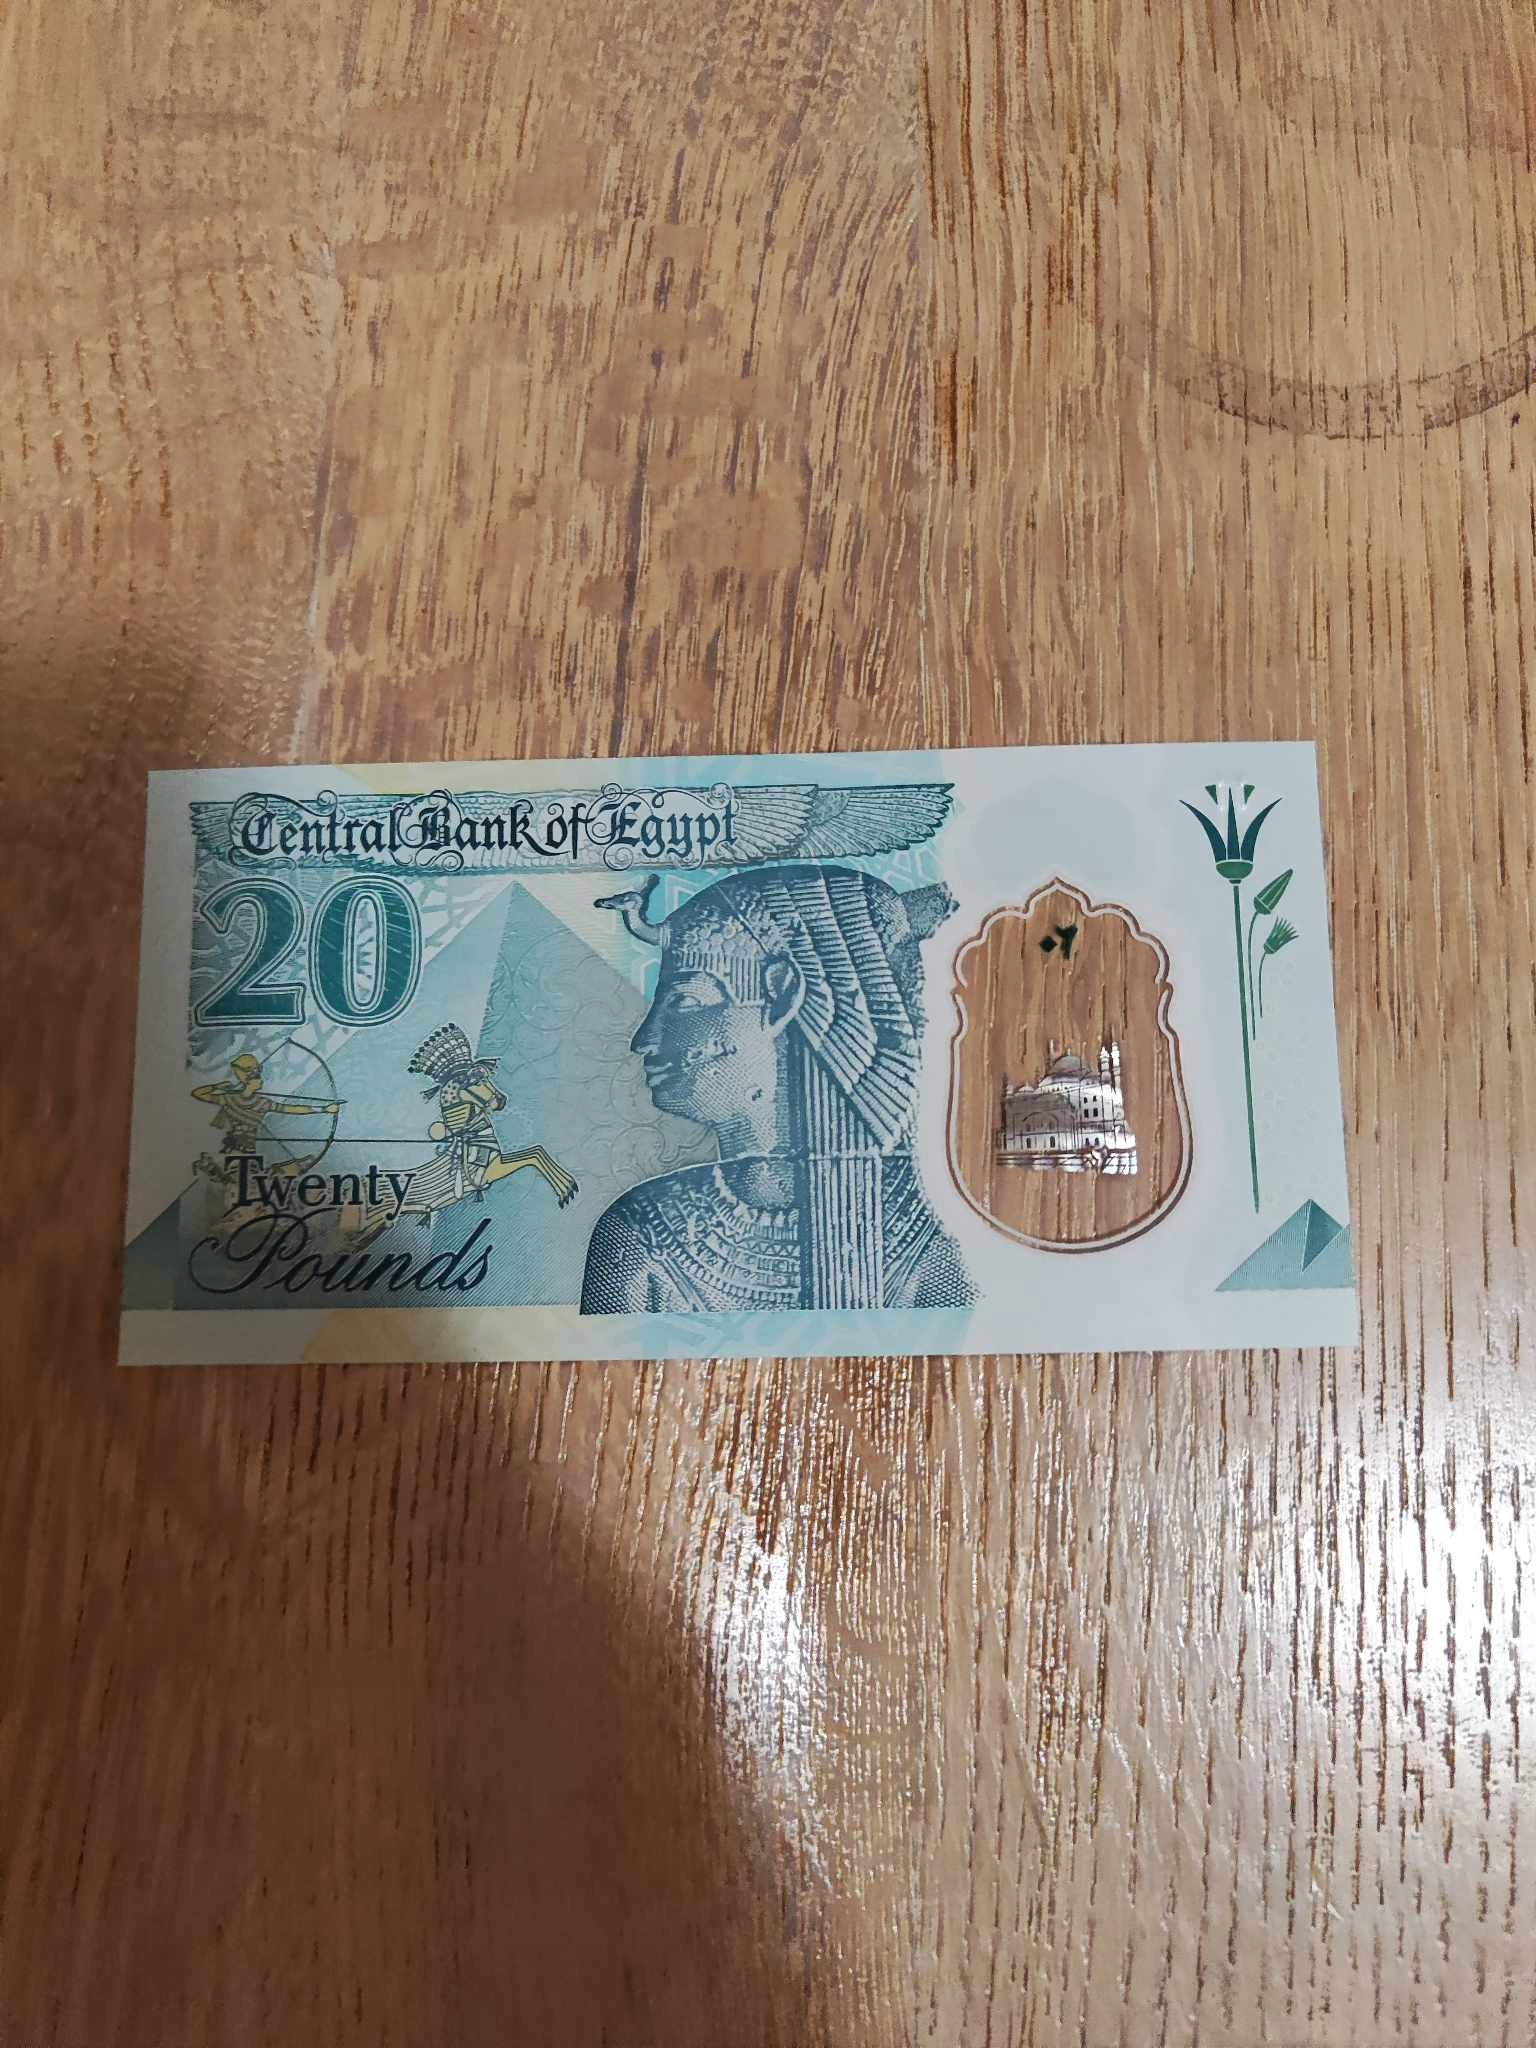 Central Bank of Egypt
20
٢٠
Twenty
Pounds